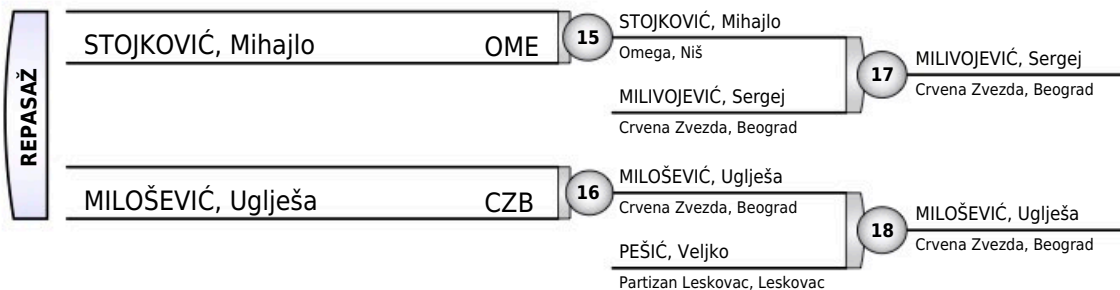 REPASAŽ
STOJKOVIĆ, Mihajlo OME
15
STOJKOVIĆ, Mihajlo
Omega, Niš
MILIVOJEVIĆ, Sergej
Crvena Zvezda, Beograd
17
MILIVOJEVIĆ, Sergej
Crvena Zvezda, Beograd
MILOŠEVIĆ, Uglješa CZB
16
MILOŠEVIĆ, Uglješa
Crvena Zvezda, Beograd
PEŠIĆ, Veljko
Partizan Leskovac, Leskovac
18
MILOŠEVIĆ, Uglješa
Crvena Zvezda, Beograd